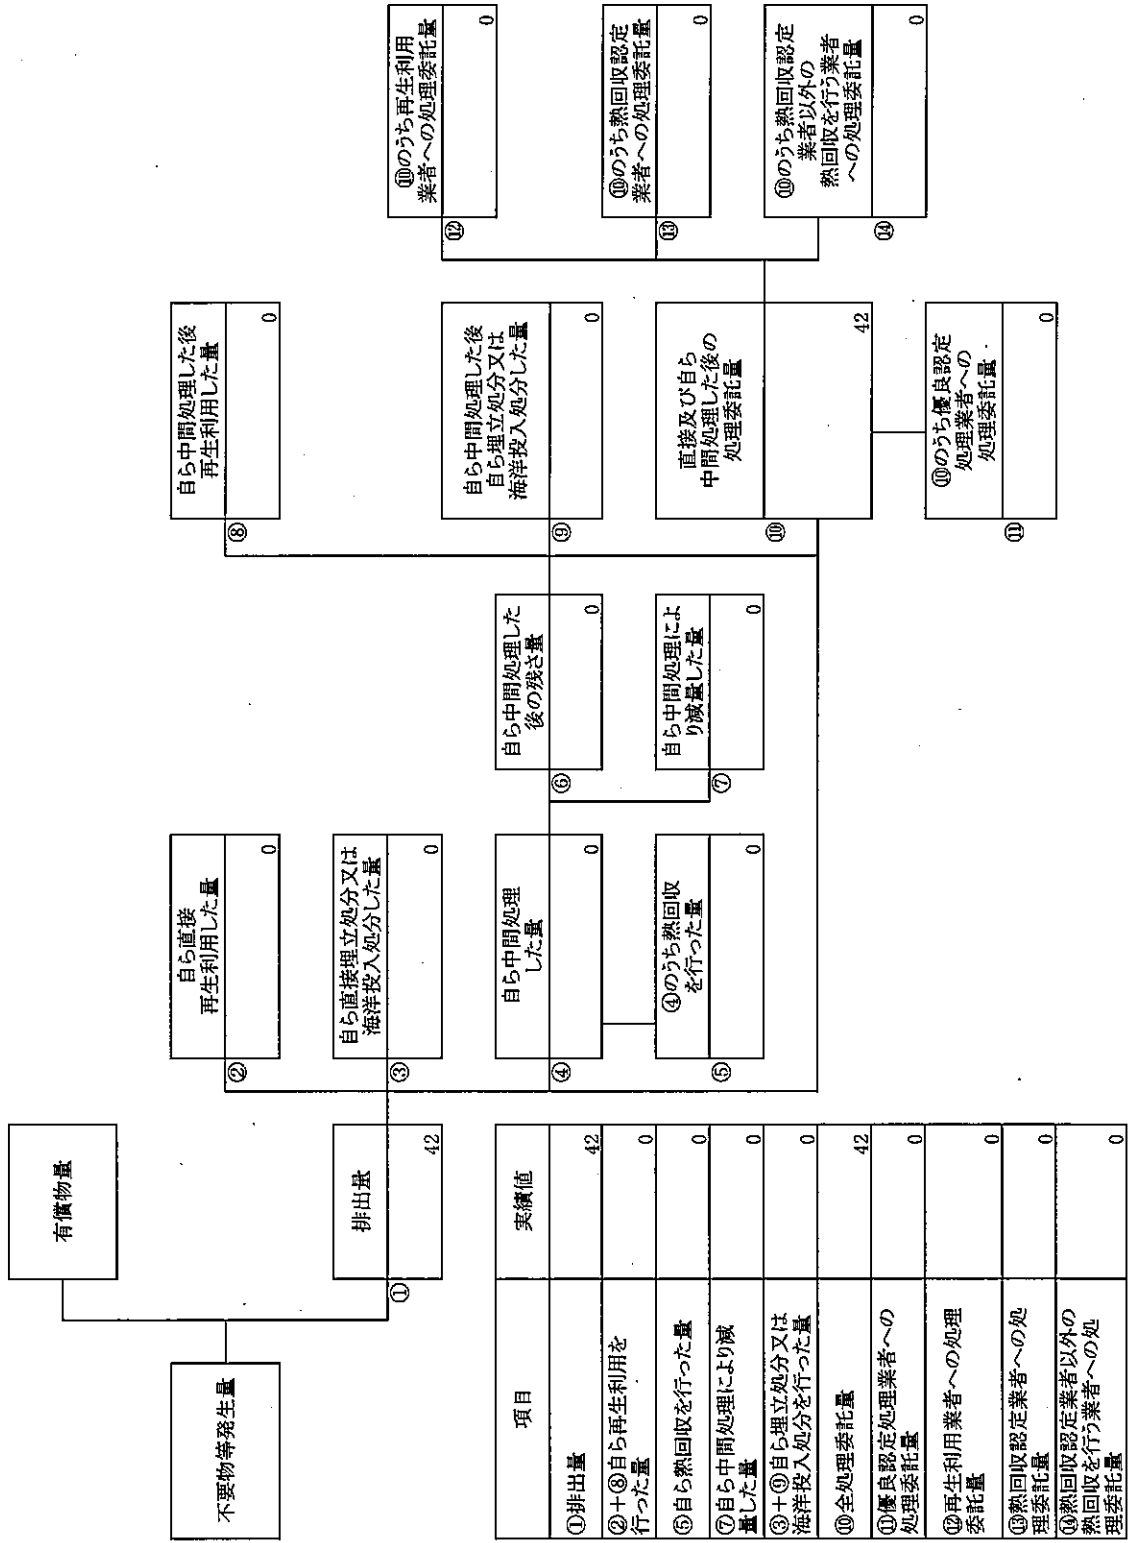 不要物等発生量
有償物量
排出量
①
42
②
自ら直接
再生利用した量
0
③
自ら直接埋立処分又は
海洋投入処分した量
0
④
自ら中間処理
した量
0
⑤
④のうち熱回収
を行った量
0
⑥
自ら中間処理した
後の残さ量
0
⑦
自ら中間処理によ
り減量した量
0
⑧
自ら中間処理した後
再生利用した量
0
⑨
自ら中間処理した後
自ら埋立処分又は
海洋投入処分した量
0
⑩
直接及び自ら
中間処理した後の
処理委託量
42
⑪
⑩のうち優良認定
処理業者への
処理委託量
0
⑫
⑩のうち再生利用
業者への処理委託量
0
⑬
⑩のうち熱回収認定
業者への処理委託量
0
⑭
⑩のうち熱回収認定
業者以外の
熱回収を行う業者
への処理委託量
0
項目 実績値
①排出量 42
②+⑧自ら再生利用を
行った量 0
⑤自ら熱回収を行った量 0
⑦自ら中間処理により減
量した量 0
③+⑨自ら埋立処分又は
海洋投入処分を行った量 0
⑩全処理委託量 42
⑪優良認定処理業者への
処理委託量 0
⑫再生利用業者への処理
委託量 0
⑬熱回収認定業者への処
理委託量 0
⑭熱回収認定業者以外の
熱回収を行う業者への処
理委託量 0